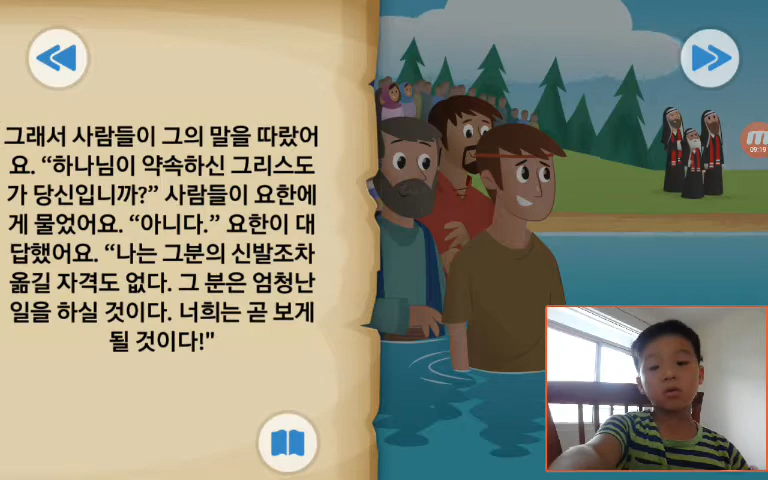 그래서 사람들이 그의 말을 따랐어
요. “하나님이 약속하신 그리스도
가 당신입니까?” 사람들이 요한에
게 물었어요. “아니다.” 요한이 대
답했어요. “나는 그분의 신발조차
옮길 자격도 없다. 그 분은 엄청난
일을 하실 것이다. 너희는 곧 보게
될 것이다!"
09:19